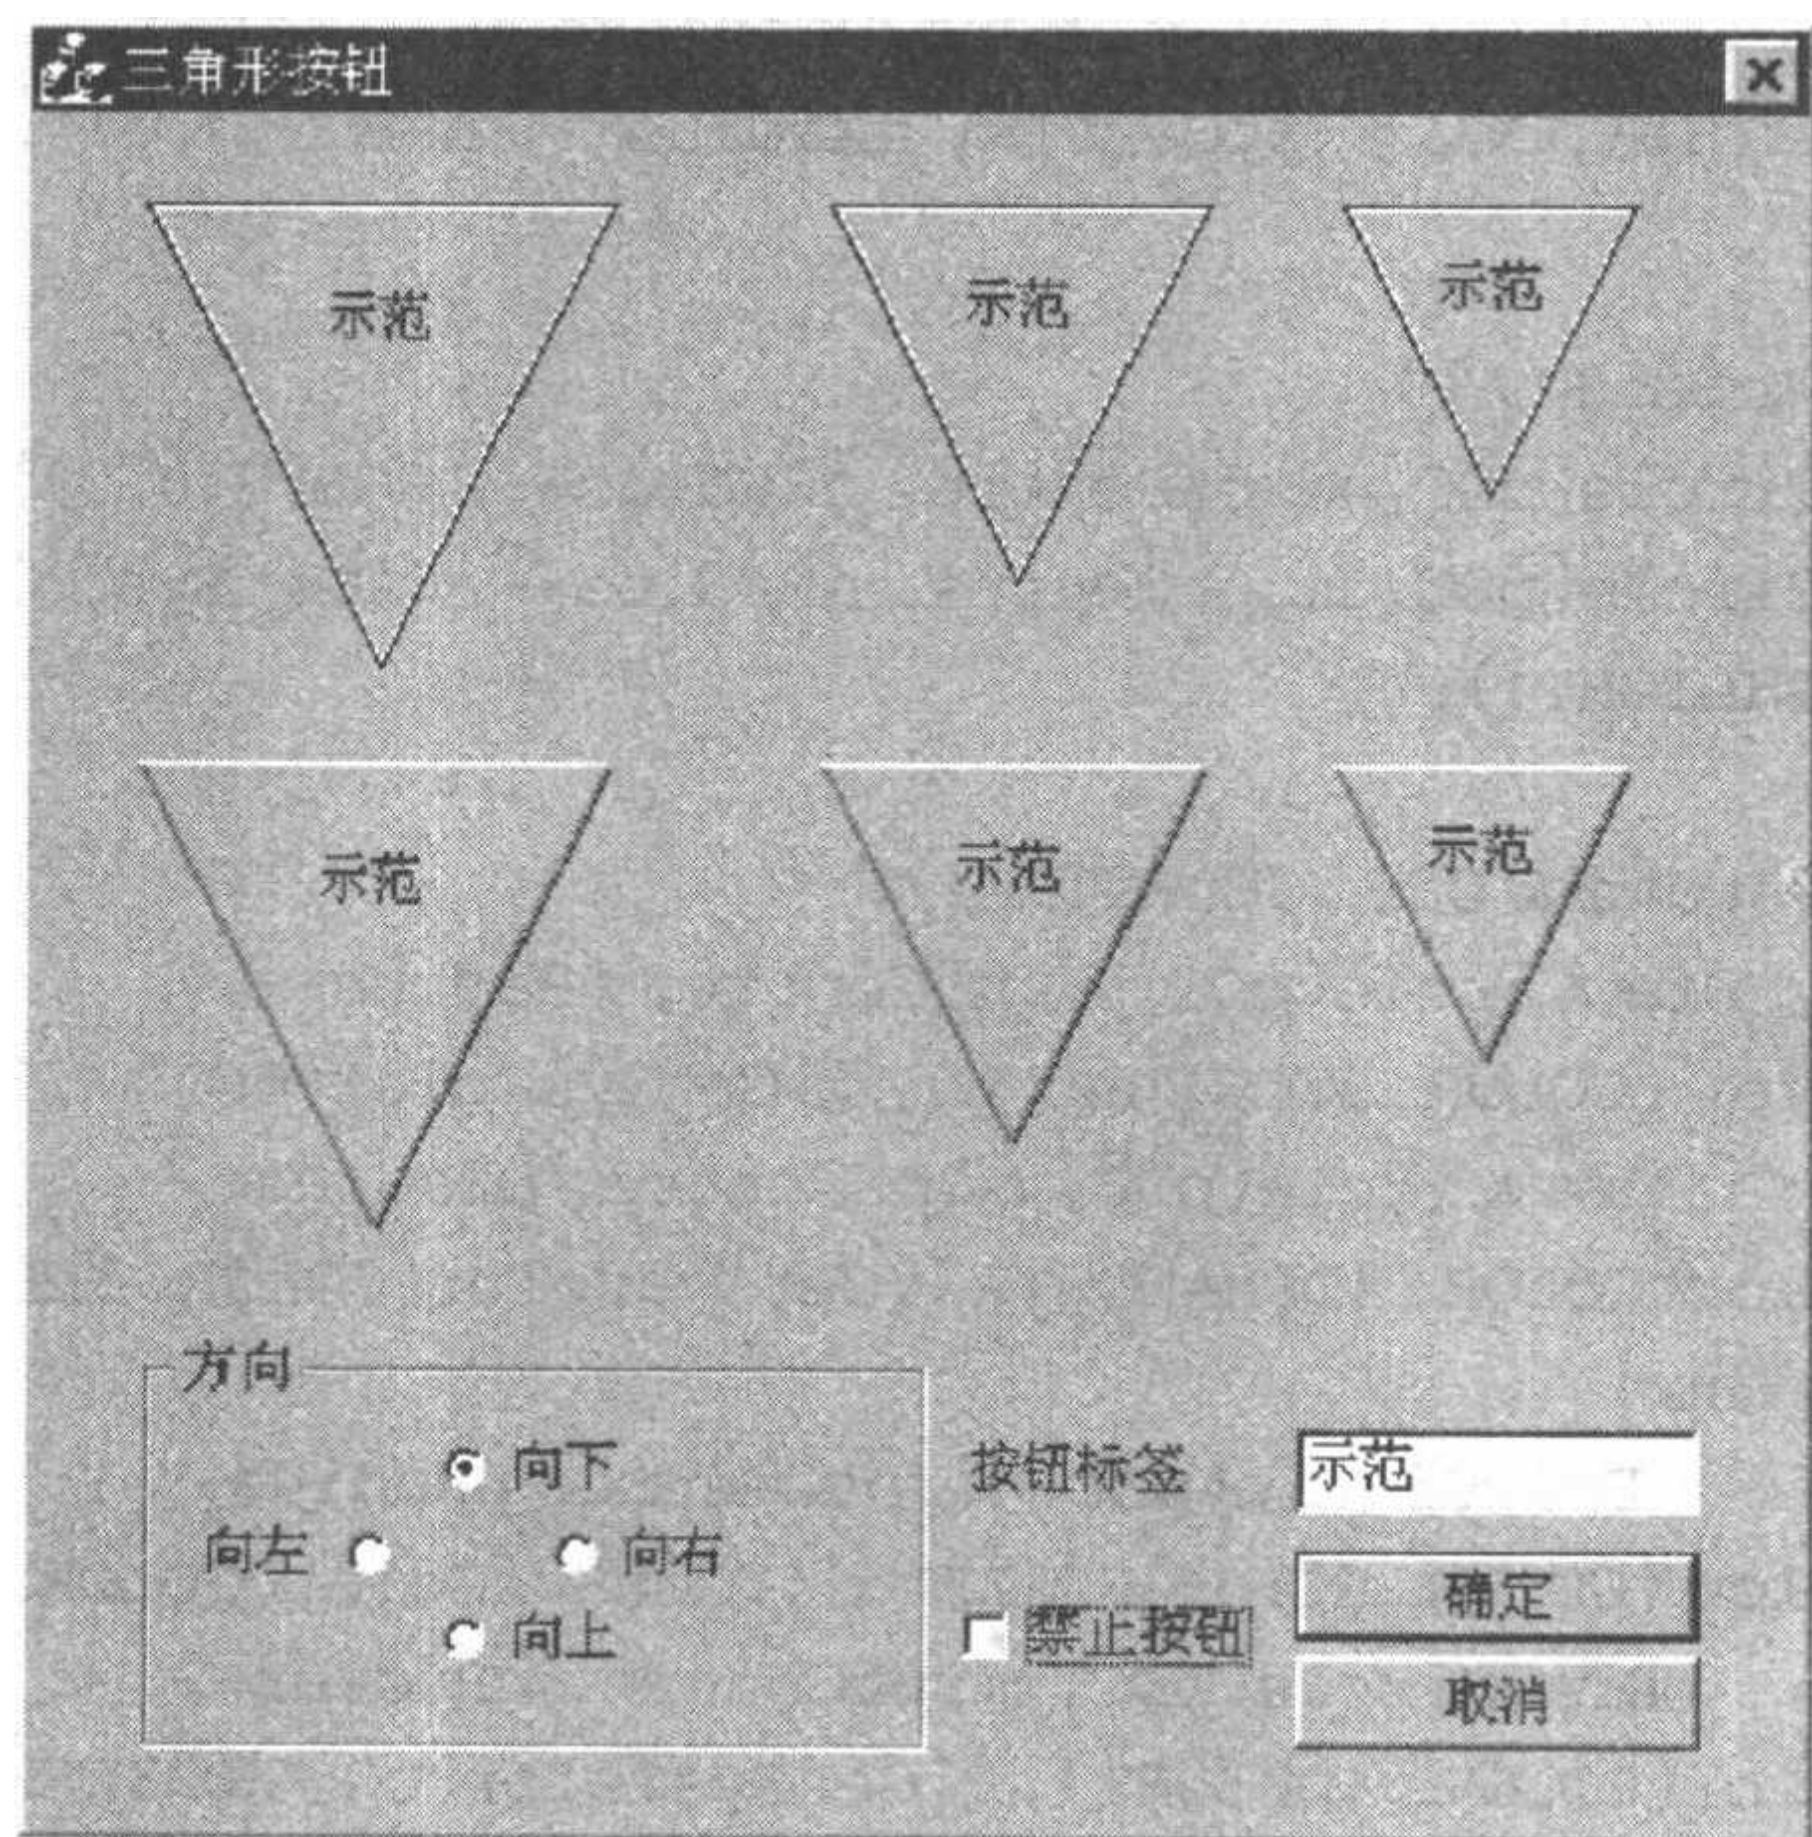 三角形按钮
示范 示范 示范
示范 示范 示范
方向
向下
向左 向右
向上
按钮标签 示范
禁止按钮
确定
取消